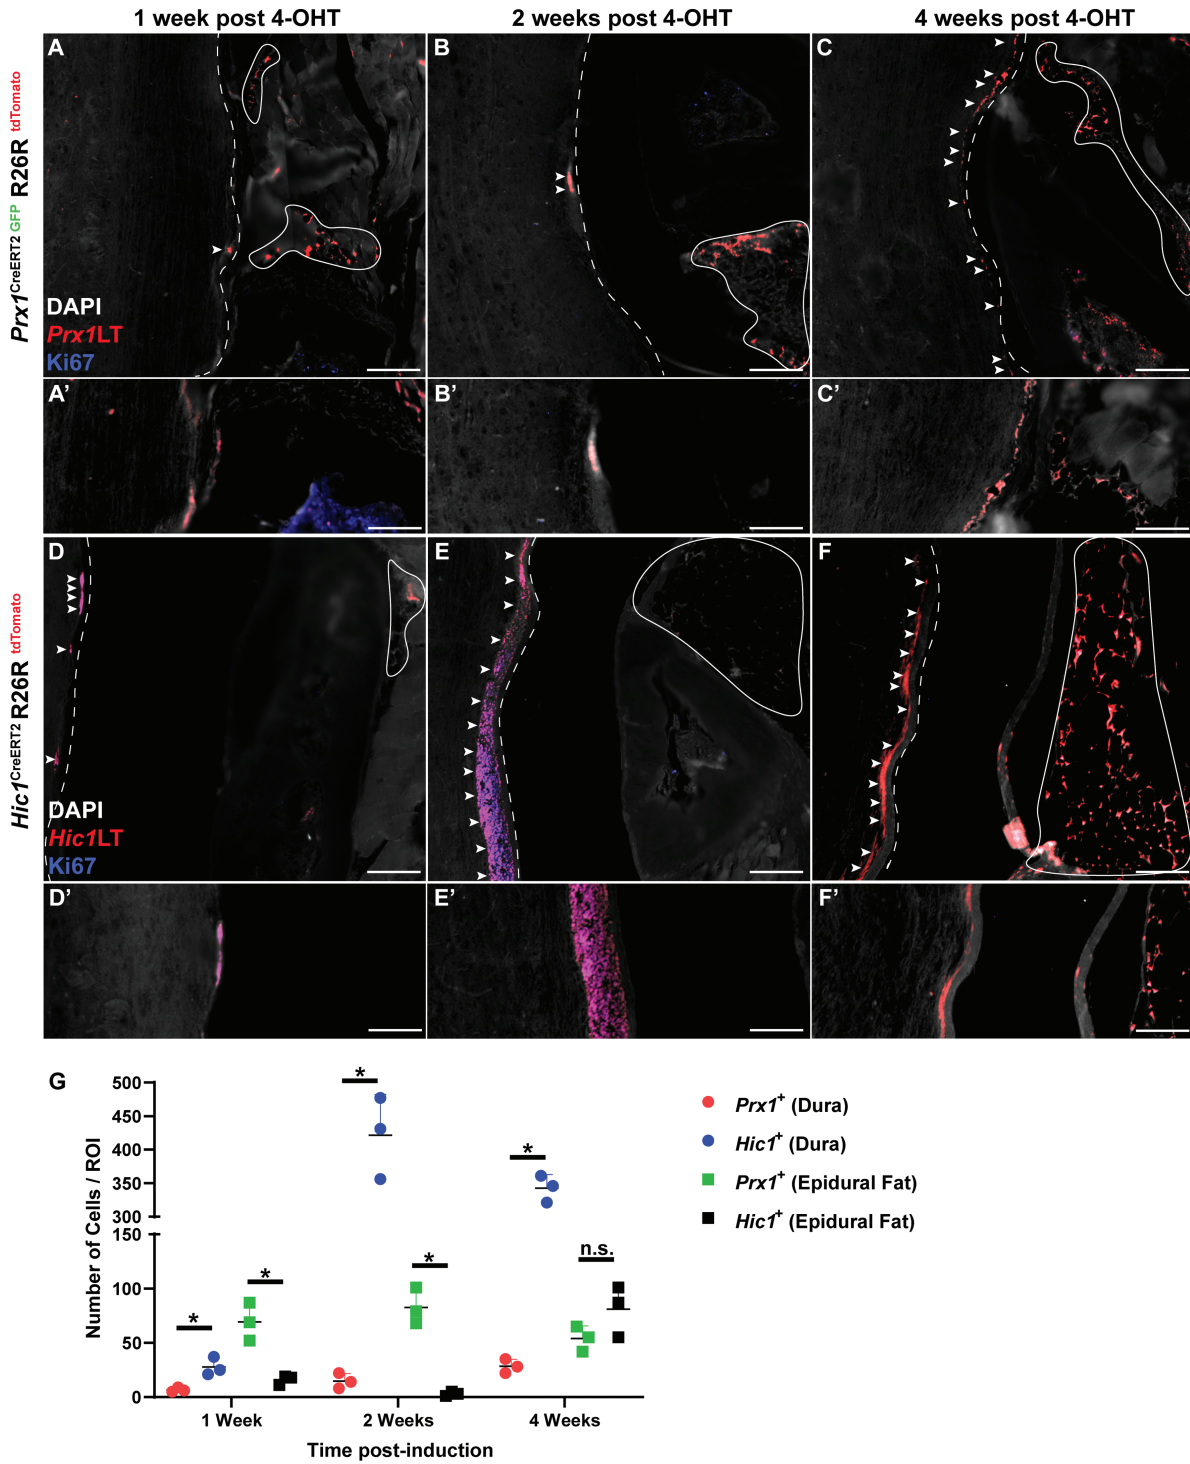 1 week post 4-OHT
2 weeks post 4-OHT
4 weeks post 4-OHT
Prx1CreERT2 GFP R26R tdTomato
A
B
C
DAPI
Prx1LT
Ki67
A’
B’
C’
Hic1CreERT2 R26R tdTomato
D
E
F
DAPI
Hic1LT
Ki67
D’
E’
F’
G
Number of Cells / ROI
500
450
400
350
300
150
100
50
0
*
*
*
*
*
n.s.
1 Week
2 Weeks
4 Weeks
Time post-induction
Prx1+ (Dura)
Hic1+ (Dura)
Prx1+ (Epidural Fat)
Hic1+ (Epidural Fat)